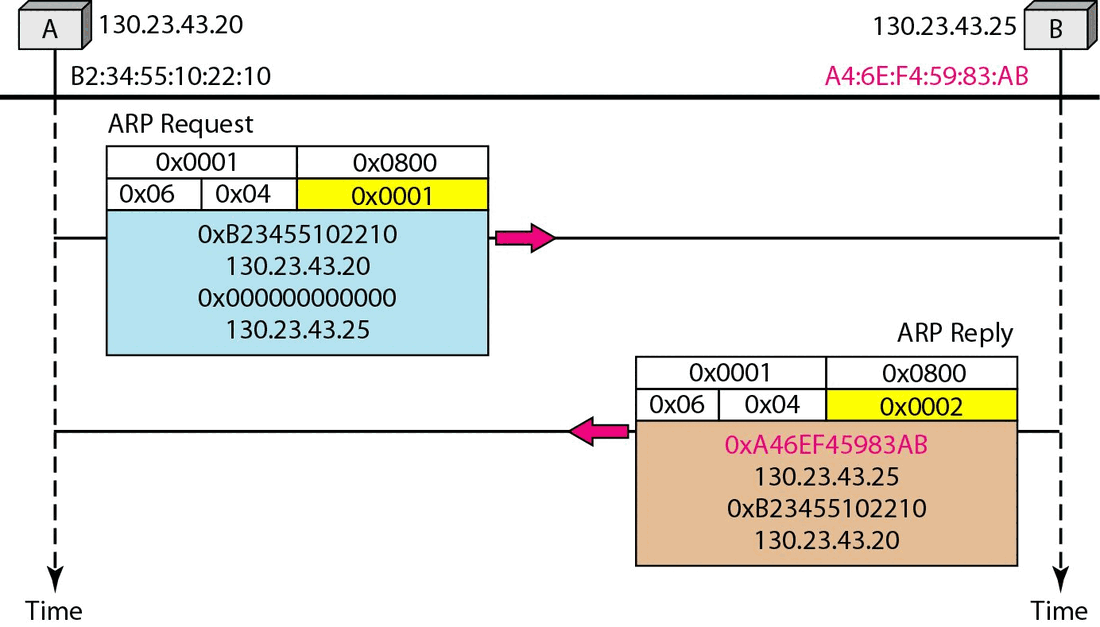 A 130.23.43.20 130.23.43.25 B
B2:34:55:10:22:10 A4:6E:F4:59:83:AB
ARP Request
0x0001 0x0800
0x06 0x04 0x0001
0xB23455102210
130.23.43.20
0x000000000000
130.23.43.25
ARP Reply
0x0001 0x0800
0x06 0x04 0x0002
0xA46EF45983AB
130.23.43.25
0xB23455102210
130.23.43.20
Time Time